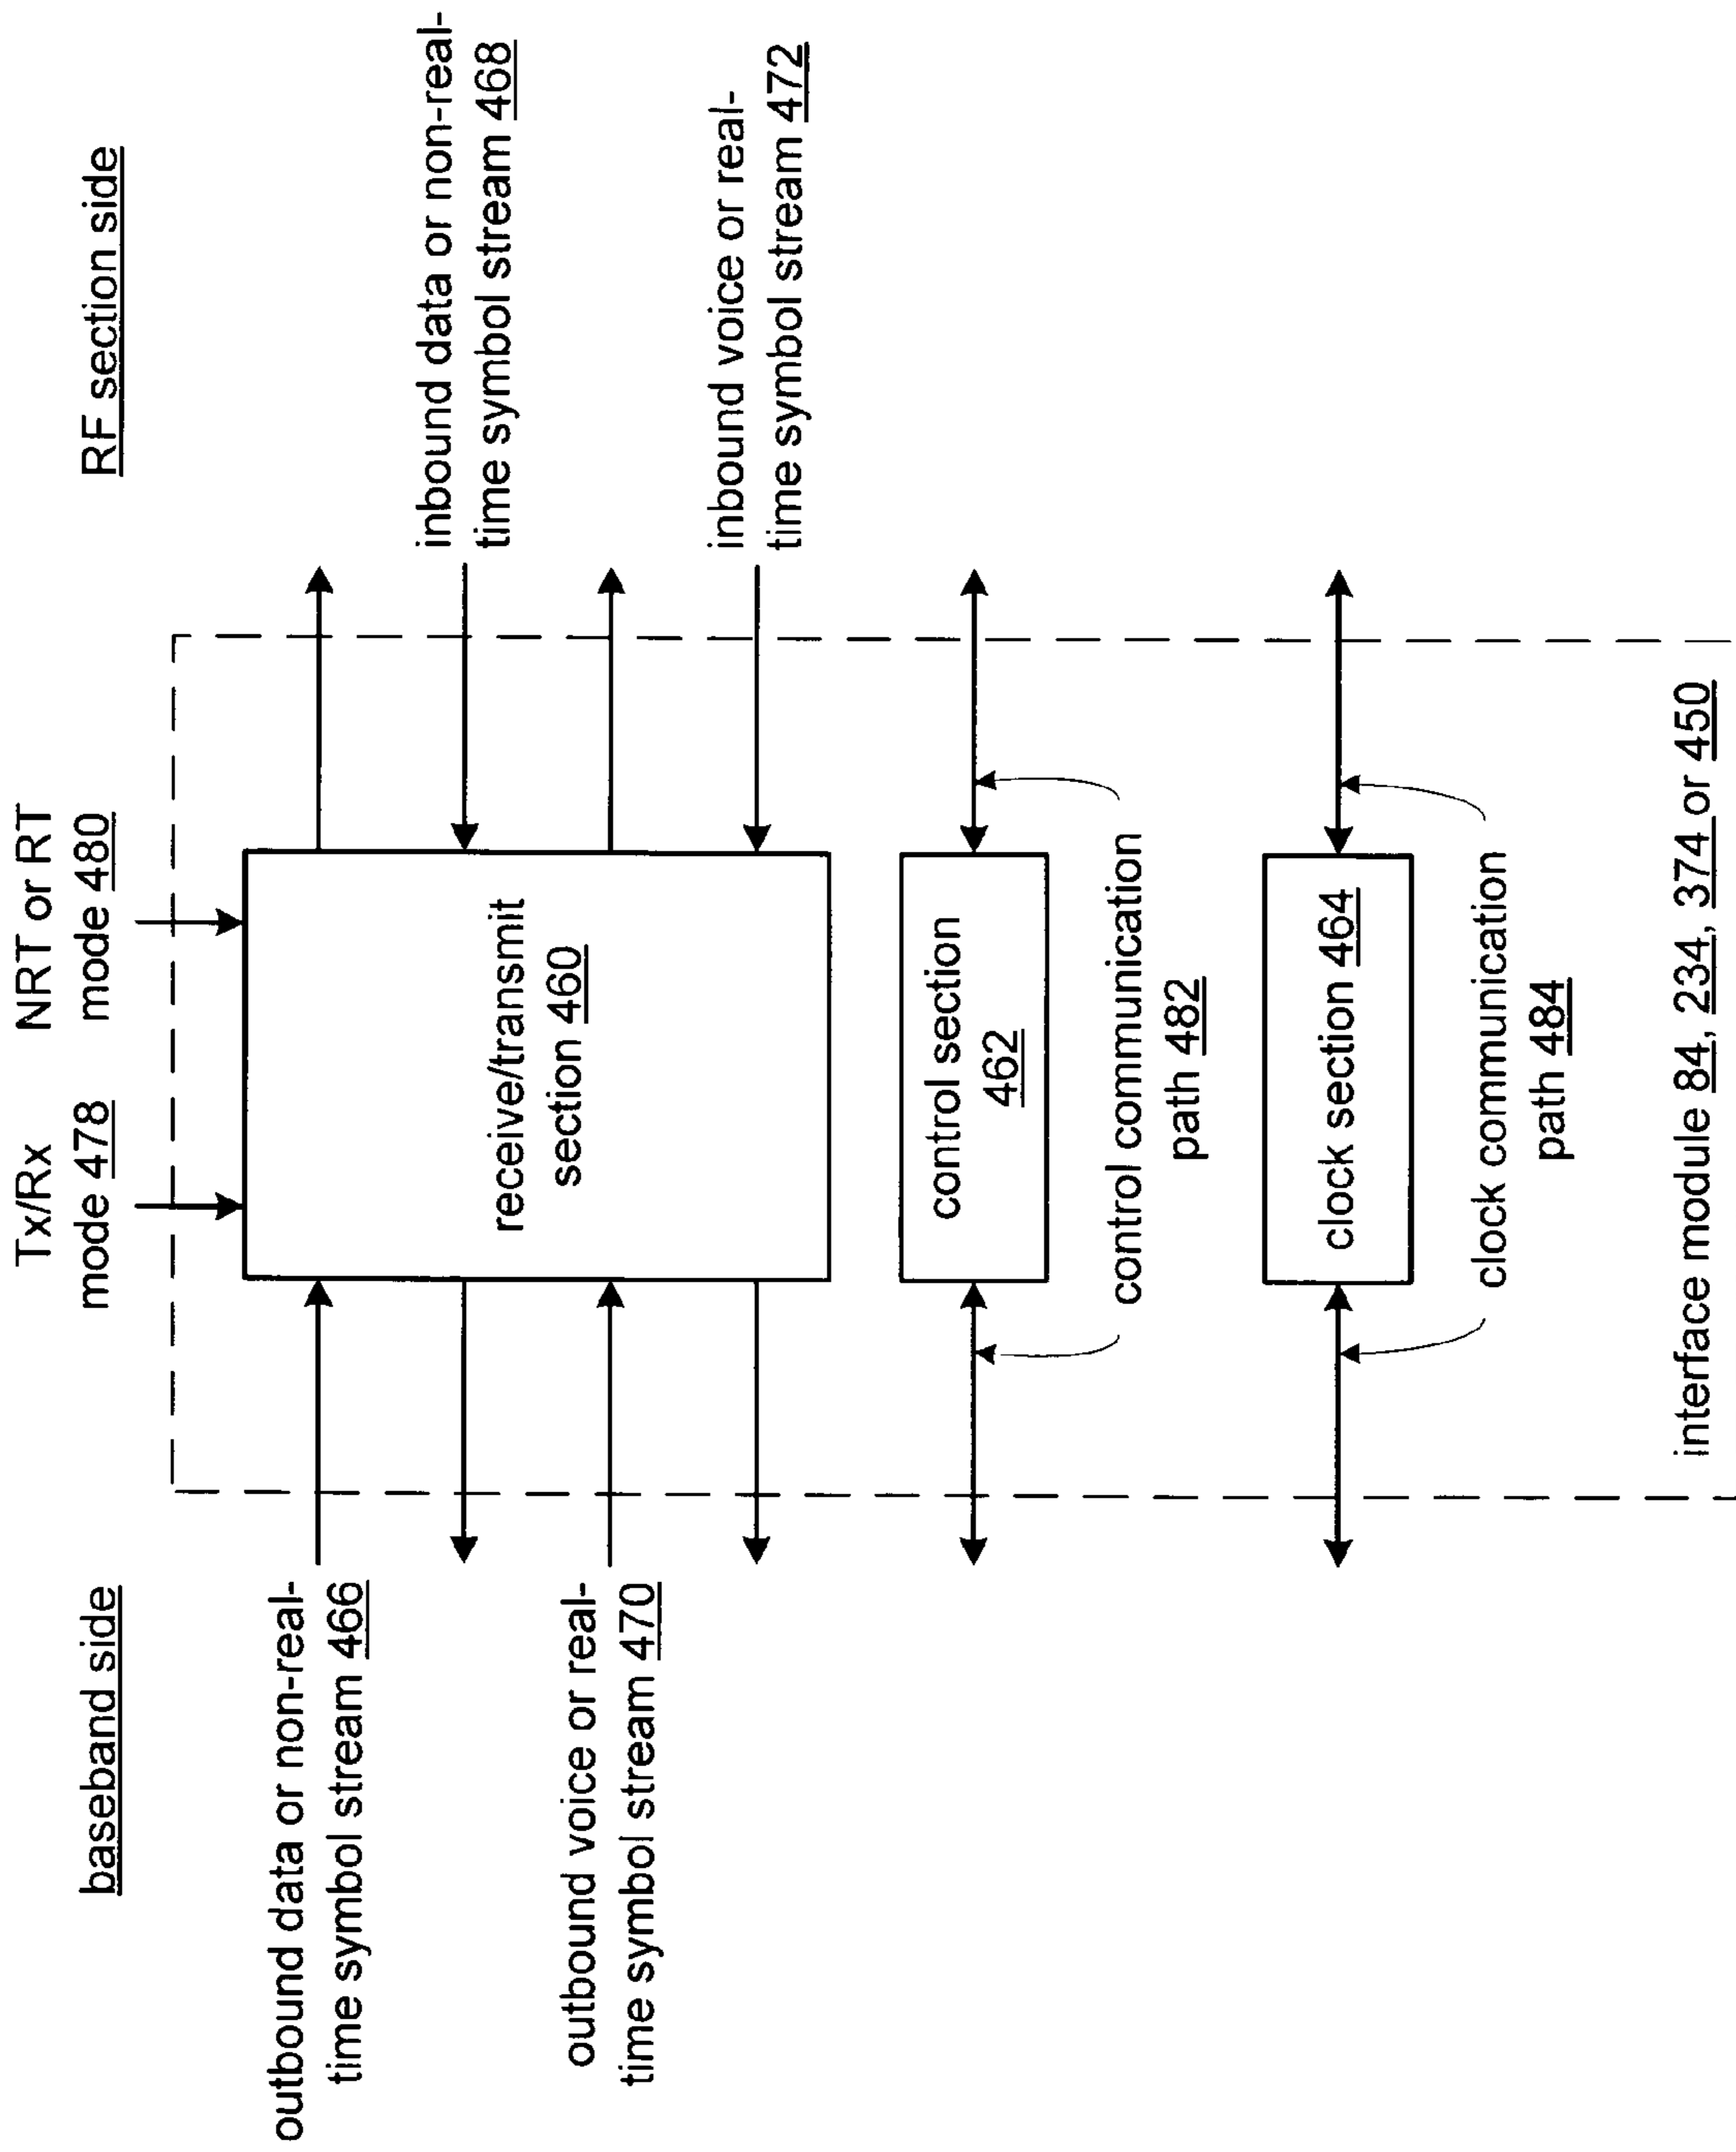 baseband side
Tx/Rx
mode 478
NRT or RT
mode 480
RF section side
outbound data or non-real-
time symbol stream 466
outbound voice or real-
time symbol stream 470
receive/transmit
section 460
inbound data or non-real-
time symbol stream 468
inbound voice or real-
time symbol stream 472
control section
462
control communication
path 482
clock section 464
clock communication
path 484
interface module 84, 234, 374 or 450